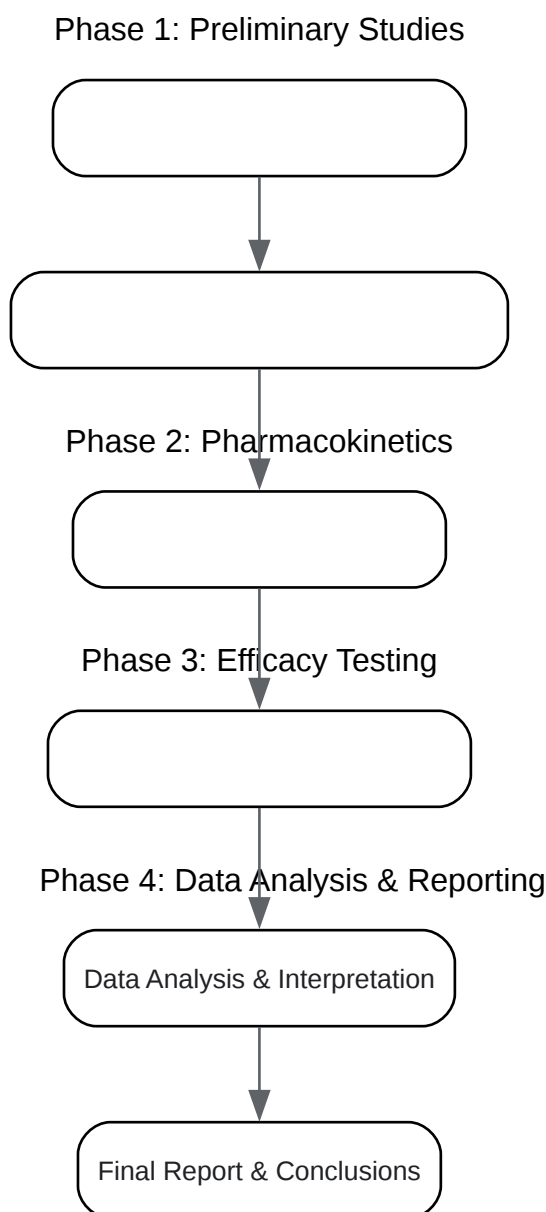 Phase 1: Preliminary Studies
Phase 2: Pharmacokinetics
Phase 3: Efficacy Testing
Phase 4: Data Analysis & Reporting
Data Analysis & Interpretation
Final Report & Conclusions